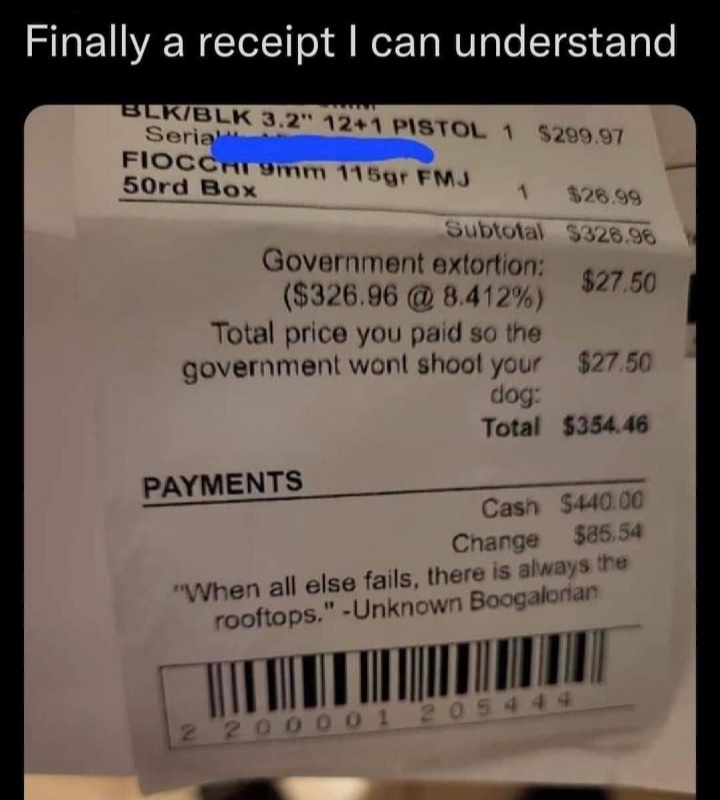 Finally a receipt I can understand
BLK/BLK 3.2" 12+1 PISTOL 1 $299.97
Serial
FIOCCHI 9mm 115gr FMJ
50rd Box 1 $26.99
Subtotal $326.96
Government extortion: $27.50
($326.96 @ 8.412%)
Total price you paid so the
government wont shoot your $27.50
dog:
Total $354.46
PAYMENTS
Cash $440.00
Change $85.54
"When all else fails, there is always the
rooftops." -Unknown Boogalorian
2 200001 205444